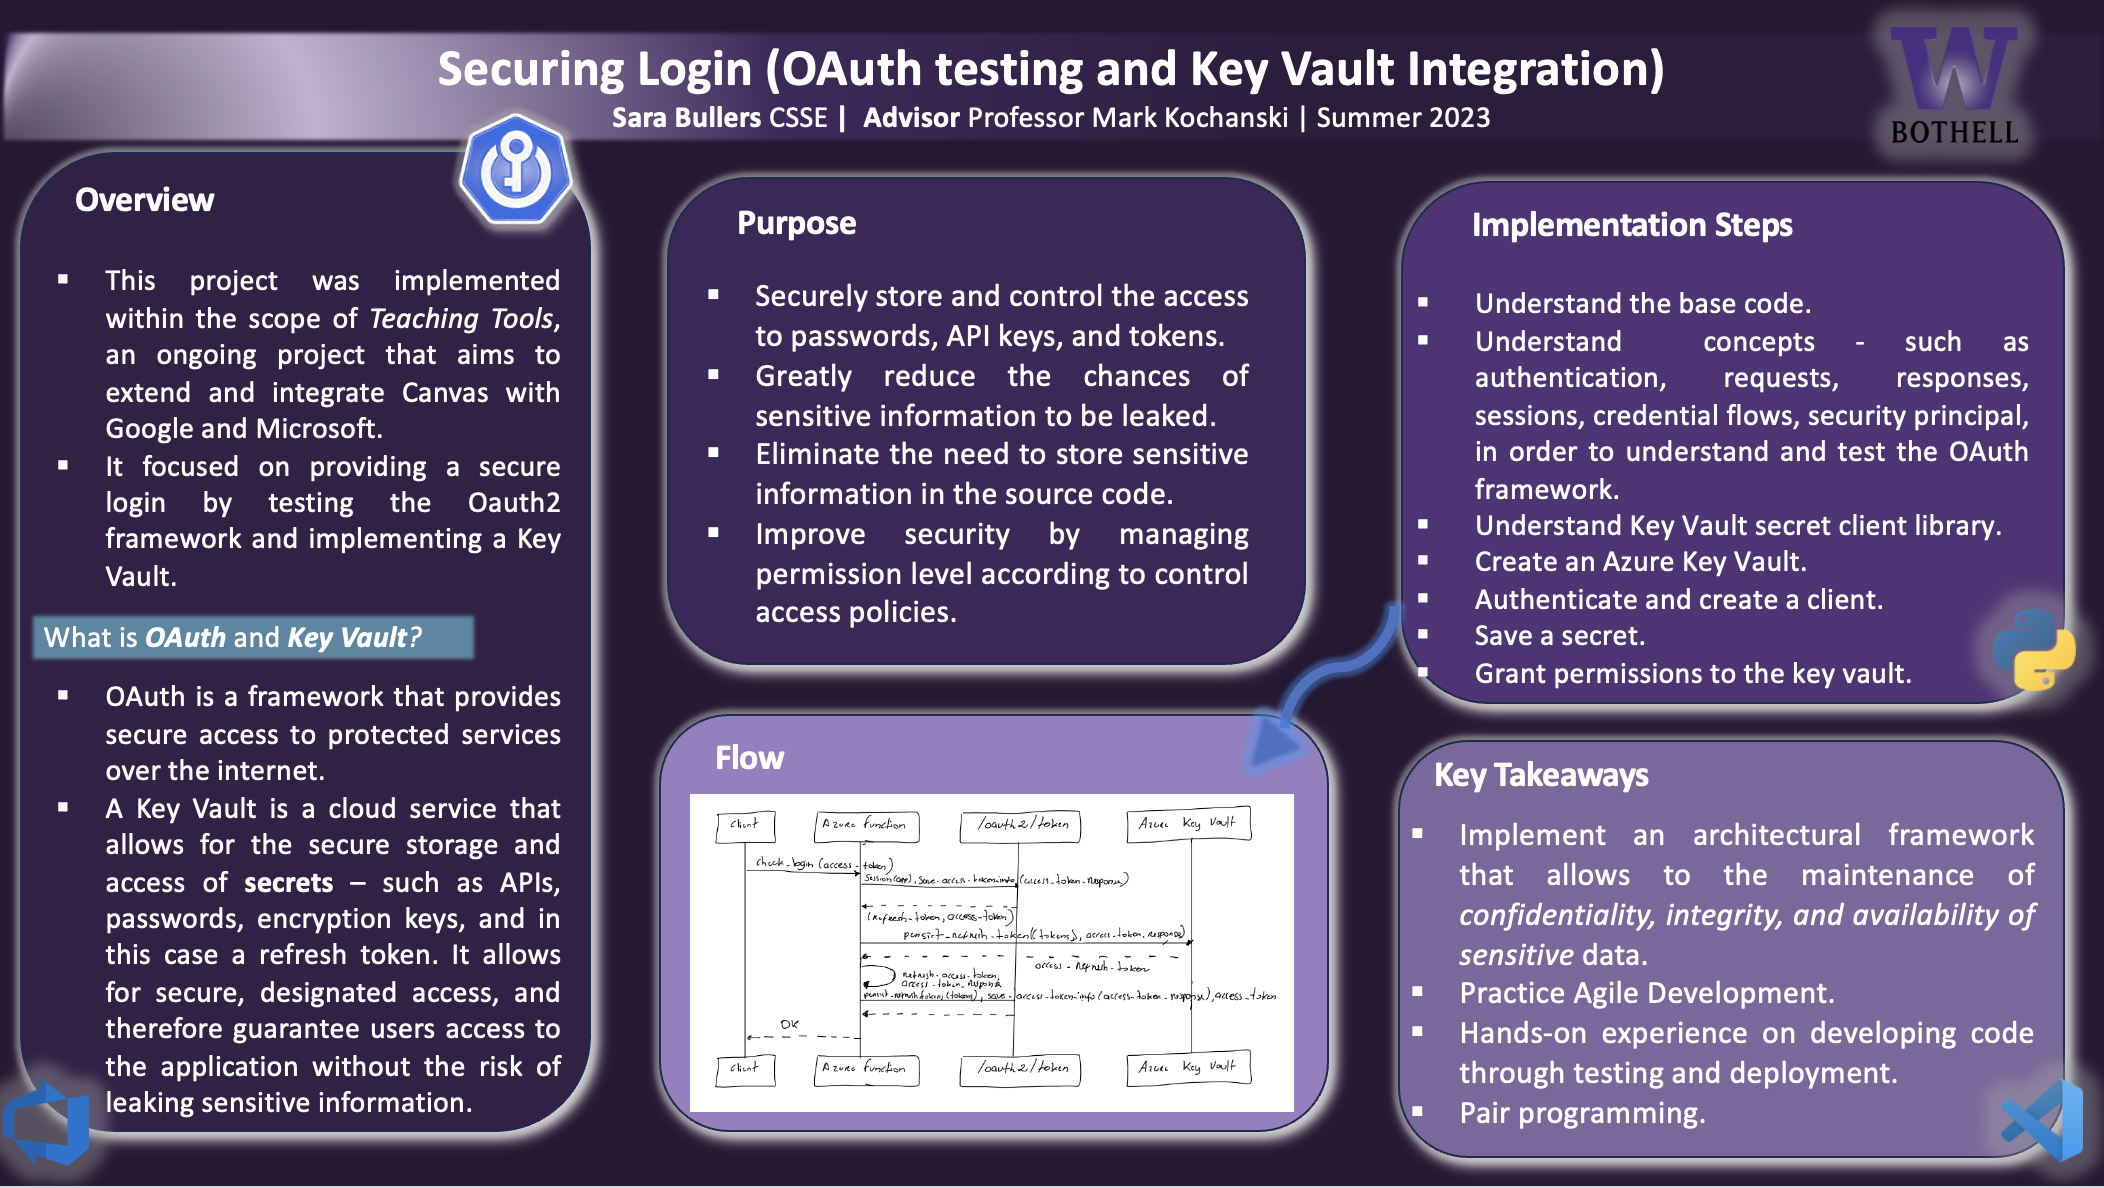 Securing Login (OAuth testing and Key Vault Integration)
Sara Bullers CSSE | Advisor Professor Mark Kochanski | Summer 2023
W
BOTHELL
Overview
▪ This project was implemented
within the scope of Teaching Tools,
an ongoing project that aims to
extend and integrate Canvas with
Google and Microsoft.
▪ It focused on providing a secure
login by testing the Oauth2
framework and implementing a Key
Vault.
What is OAuth and Key Vault?
▪ OAuth is a framework that provides
secure access to protected services
over the internet.
▪ A Key Vault is a cloud service that
allows for the secure storage and
access of secrets – such as APIs,
passwords, encryption keys, and in
this case a refresh token. It allows
for secure, designated access, and
therefore guarantee users access to
the application without the risk of
leaking sensitive information.
Purpose
▪ Securely store and control the access
to passwords, API keys, and tokens.
▪ Greatly reduce the chances of
sensitive information to be leaked.
▪ Eliminate the need to store sensitive
information in the source code.
▪ Improve security by managing
permission level according to control
access policies.
Flow
Client Azure function /oauth2/token Azure Key Vault
check_login (access_token)
session(app), save_access_token_info (access_token_response)
(refresh_token, access_token)
persist_refresh_token((tokens), access_token_response)
access_refresh_token
refresh_access_token,
access_token_response
persist_refresh_tokens (tokens), save_access_token_info (access_token_response), access_token
OK
Client Azure function /oauth2/token Azure Key Vault
Implementation Steps
▪ Understand the base code.
▪ Understand concepts - such as
authentication, requests, responses,
sessions, credential flows, security principal,
in order to understand and test the OAuth
framework.
▪ Understand Key Vault secret client library.
▪ Create an Azure Key Vault.
▪ Authenticate and create a client.
▪ Save a secret.
▪ Grant permissions to the key vault.
Key Takeaways
▪ Implement an architectural framework
that allows to the maintenance of
confidentiality, integrity, and availability of
sensitive data.
▪ Practice Agile Development.
▪ Hands-on experience on developing code
through testing and deployment.
▪ Pair programming.